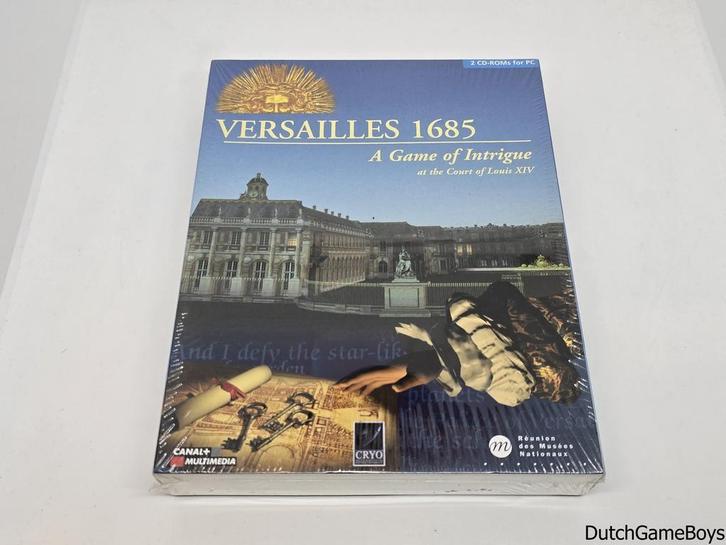 2 CD-ROMs for PC
VERSAILLES 1685
A Game of Intrigue
at the Court of Louis XIV
And I defy the star-lik
CANAL+
MULTIMEDIA
CRYO
m
Réunion
des Musées
Nationaux
DutchGameBoys